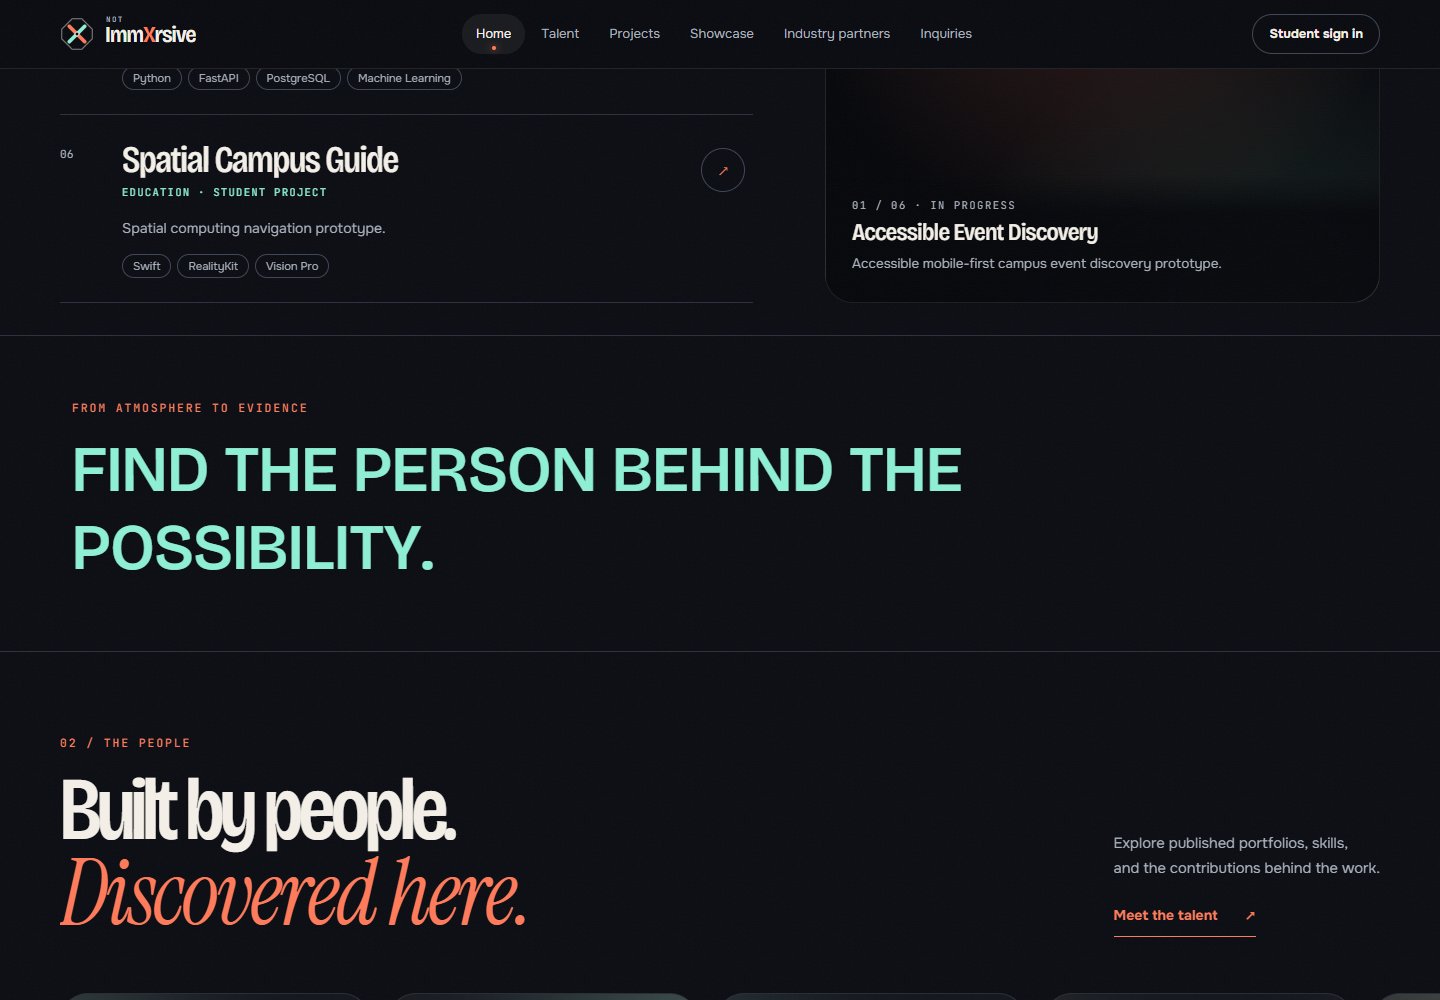 NOT
ImmXrsive
Home
Talent
Projects
Showcase
Industry partners
Inquiries
Student sign in
Python
FastAPI
PostgreSQL
Machine Learning
06
Spatial Campus Guide
EDUCATION · STUDENT PROJECT
Spatial computing navigation prototype.
Swift
RealityKit
Vision Pro
↗
01 / 06 · IN PROGRESS
Accessible Event Discovery
Accessible mobile-first campus event discovery prototype.
FROM ATMOSPHERE TO EVIDENCE
FIND THE PERSON BEHIND THE
POSSIBILITY.
02 / THE PEOPLE
Built by people.
Discovered here.
Explore published portfolios, skills,
and the contributions behind the work.
Meet the talent ↗